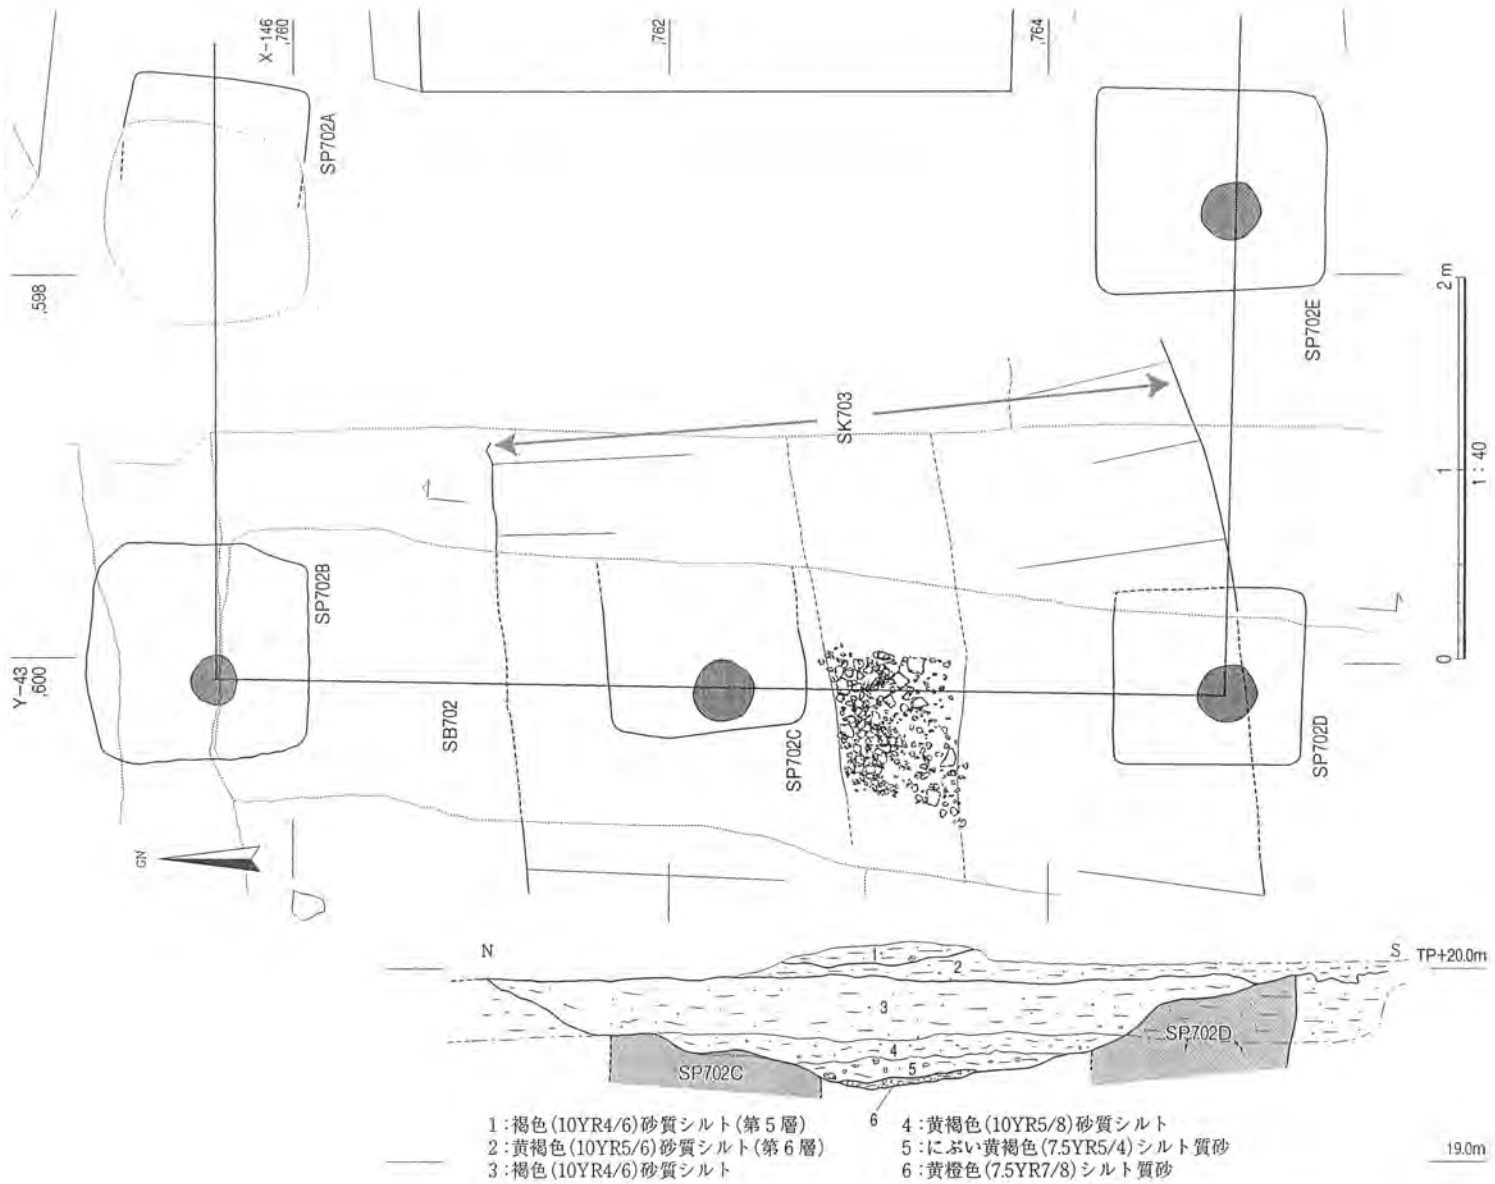 X-146
,760
,762
,764
SP702A
,598
SP702E
2m
SK703
1
1:40
SP702B
Y-43
,600
0
SB702
SP702C
SP702D
GN
N
S
TP+20.0m
1
2
3
4
5
SP702C
SP702D
6
1:褐色(10YR4/6)砂質シルト(第5層)
2:黄褐色(10YR5/6)砂質シルト(第6層)
3:褐色(10YR4/6)砂質シルト
4:黄褐色(10YR5/8)砂質シルト
5:にぶい黄褐色(7.5YR5/4)シルト質砂
6:黄橙色(7.5YR7/8)シルト質砂
19.0m